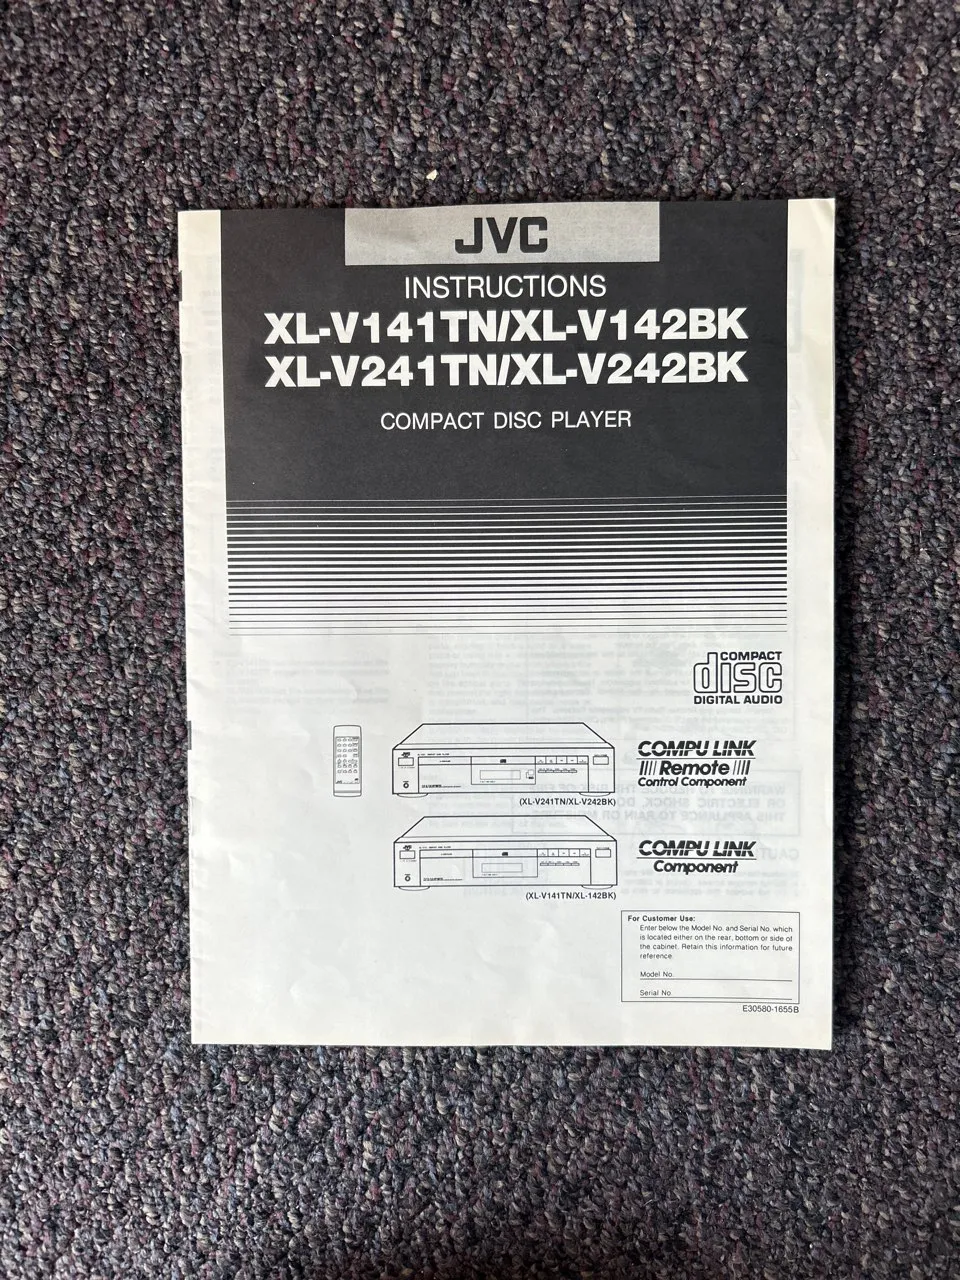 JVC
INSTRUCTIONS
XL-V141TN/XL-V142BK
XL-V241TN/XL-V242BK
COMPACT DISC PLAYER
COMPACT
disc
DIGITAL AUDIO
COMPU LINK
Remote
Control Component
(XL-V241TN/XL-V242BK)
COMPU LINK
Component
(XL-V141TN/XL-142BK)
For Customer Use:
Enter below the Model No. and Serial No. which
is located either on the rear, bottom or side of
the cabinet. Retain this information for future
reference.
Model No.
Serial No.
E30580-1655B